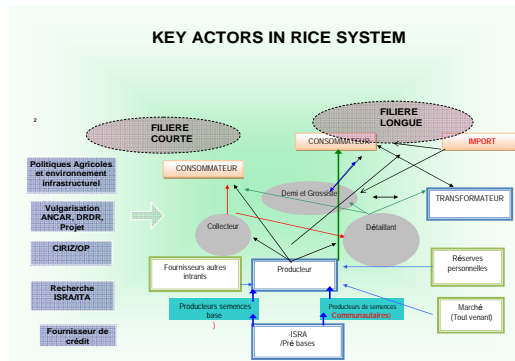 KEY ACTORS IN RICE SYSTEM
2
FILIERE
COURTE
FILIERE
LONGUE
CONSOMMATEUR
CONSOMMATEUR
IMPORT
Politiques Agricoles
et environnement
infrastructurel
Demi et Grossiste
TRANSFORMATEUR
Vulgarisation
ANCAR, DRDR,
Projet
Collecteur
Détaillant
CIRIZ/OP
Fournisseurs autres
intrants
Producteur
Réserves
personnelles
Recherche
ISRA/ITA
Producteurs semences
base
)
Producteurs de semences
Communautaires)
Marché
(Tout venant)
Fournisseur de
crédit
-ISRA
/Pré bases